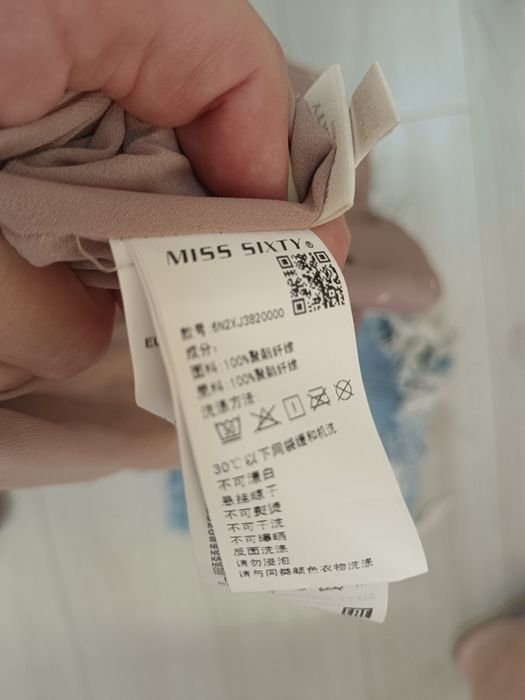 MISS SIXTY®
款号:6N2XJ3820000
成分:
面料:100%聚酯纤维
里料:100%聚酯纤维
洗涤方法:
30℃以下网袋缓和机洗
不可漂白
悬挂晾干
不可熨烫
不可干洗
不可曝晒
反面洗涤
请勿浸泡
请与同类颜色衣物洗涤